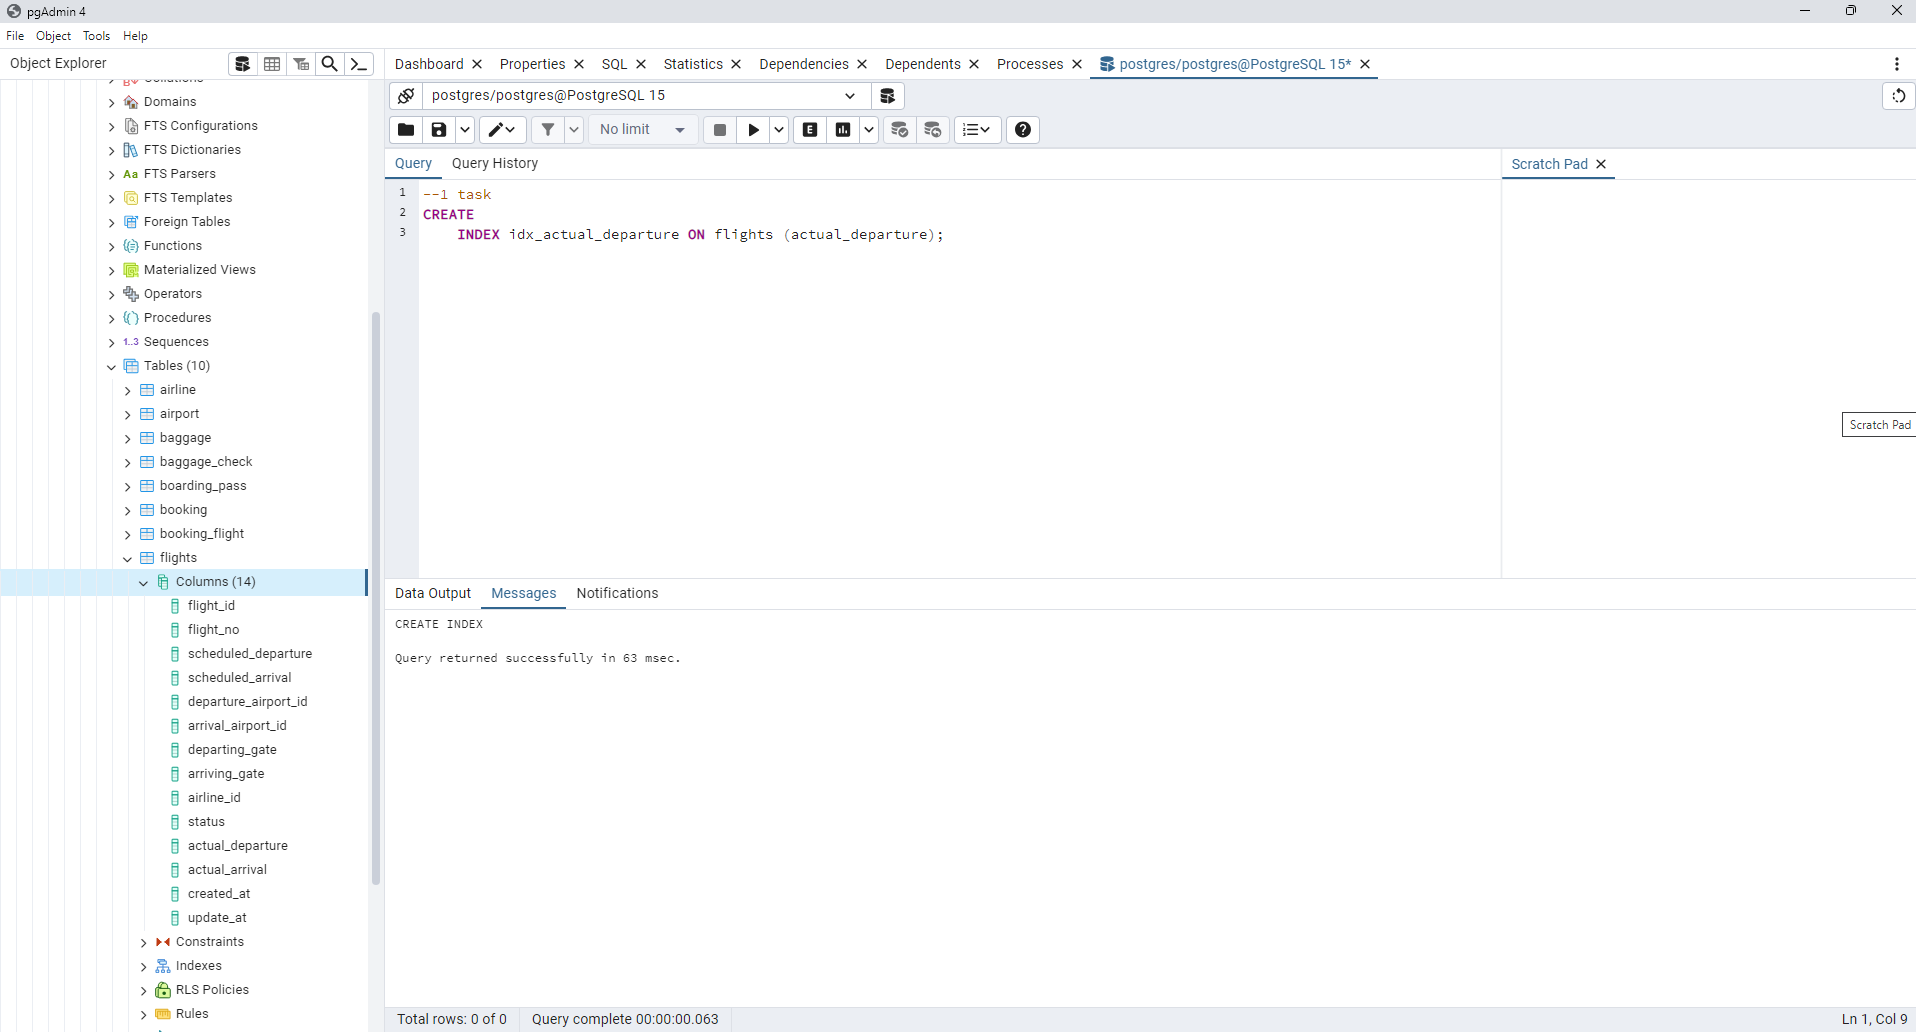 pgAdmin 4
File Object Tools Help
Object Explorer
Dashboard Properties SQL Statistics Dependencies Dependents Processes postgres/postgres@PostgreSQL 15*
postgres/postgres@PostgreSQL 15
No limit
E
Query Query History
Scratch Pad
1 --1 task
2 CREATE
3 INDEX idx_actual_departure ON flights (actual_departure);
Scratch Pad
Collations
Domains
FTS Configurations
FTS Dictionaries
Aa FTS Parsers
FTS Templates
Foreign Tables
Functions
Materialized Views
Operators
Procedures
1..3 Sequences
Tables (10)
airline
airport
baggage
baggage_check
boarding_pass
booking
booking_flight
flights
Columns (14)
flight_id
flight_no
scheduled_departure
scheduled_arrival
departure_airport_id
arrival_airport_id
departing_gate
arriving_gate
airline_id
status
actual_departure
actual_arrival
created_at
update_at
Constraints
Indexes
RLS Policies
Rules
Data Output Messages Notifications
CREATE INDEX
Query returned successfully in 63 msec.
Total rows: 0 of 0 Query complete 00:00:00.063
Ln 1, Col 9